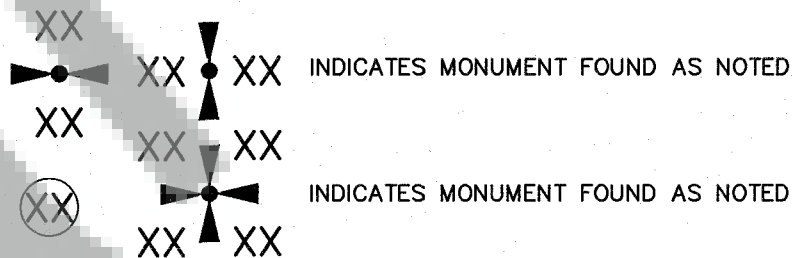 XX
XX XX INDICATES MONUMENT FOUND AS NOTED
XX
XX XX
XX INDICATES MONUMENT FOUND AS NOTED
XX XX